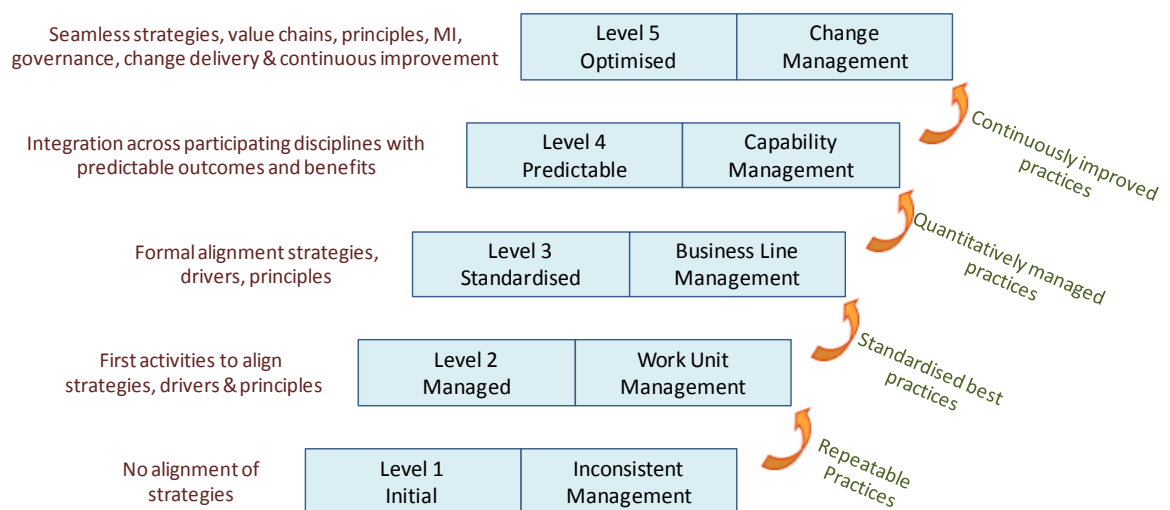 Seamless strategies, value chains, principles, MI,
governance, change delivery & continuous improvement
Level 5
Optimised
Change
Management
Continuously improved
practices
Integration across participating disciplines with
predictable outcomes and benefits
Level 4
Predictable
Capability
Management
Quantitatively managed
practices
Formal alignment strategies,
drivers, principles
Level 3
Standardised
Business Line
Management
Standardised best
practices
First activities to align
strategies, drivers & principles
Level 2
Managed
Work Unit
Management
Repeatable
Practices
No alignment of
strategies
Level 1
Initial
Inconsistent
Management